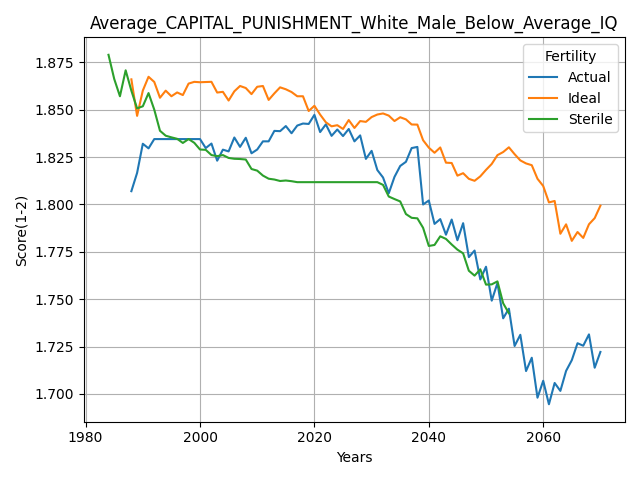 Average_CAPITAL_PUNISHMENT_White_Male_Below_Average_IQ
Fertility
Actual
Ideal
Sterile
Score(1-2)
1.875
1.850
1.825
1.800
1.775
1.750
1.725
1.700
1980
2000
2020
2040
2060
Years